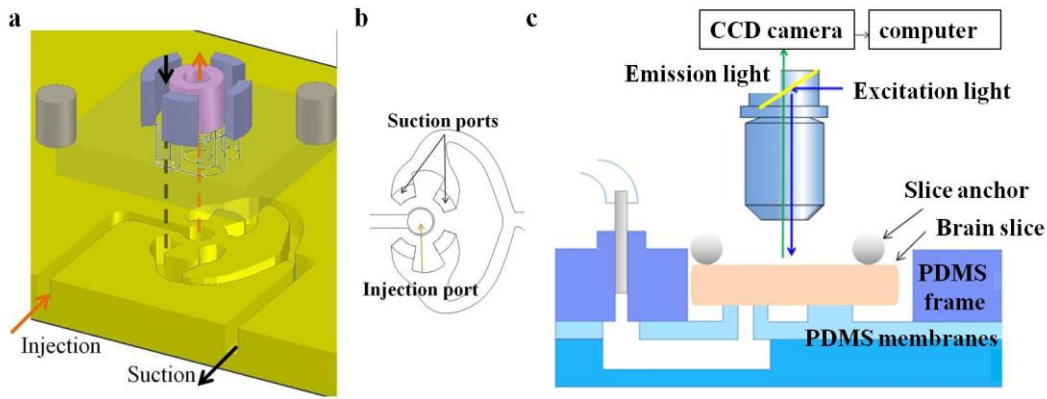 a
Injection
Suction
b
Suction ports
Injection port
c
CCD camera
computer
Emission light
Excitation light
Slice anchor
Brain slice
PDMS
frame
PDMS membranes